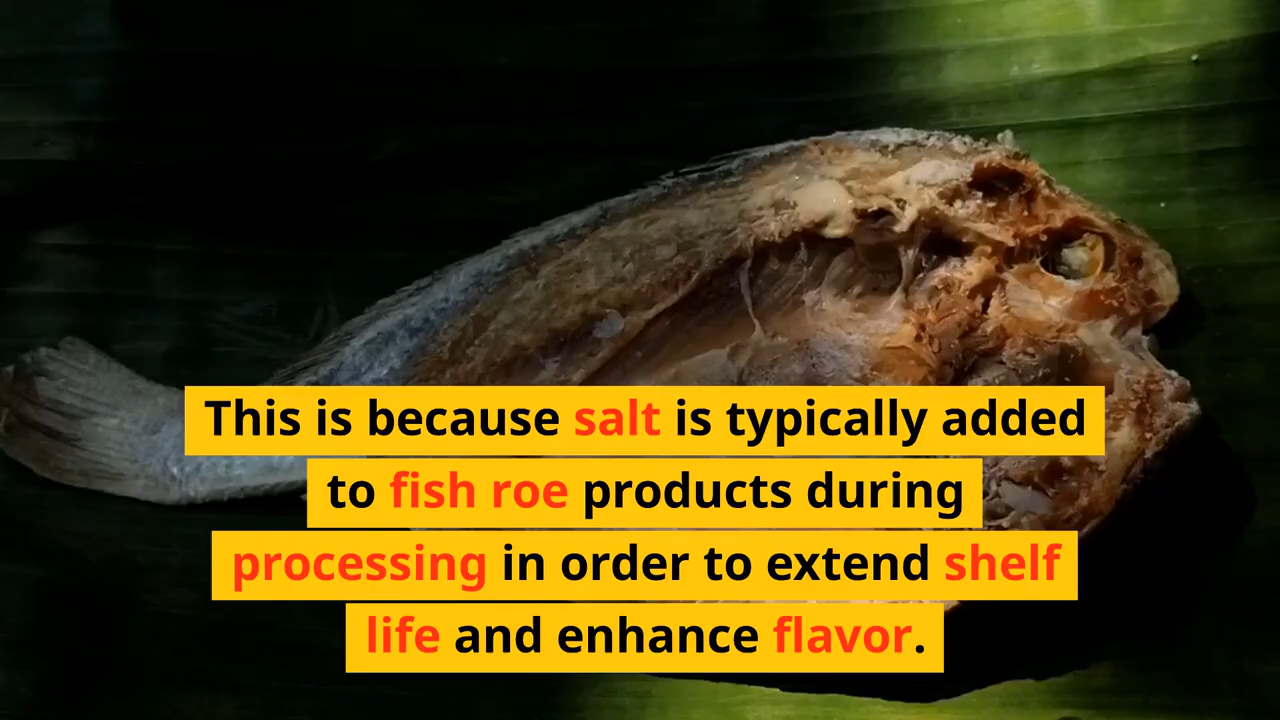 This is because salt is typically added
to fish roe products during
processing in order to extend shelf
life and enhance flavor.